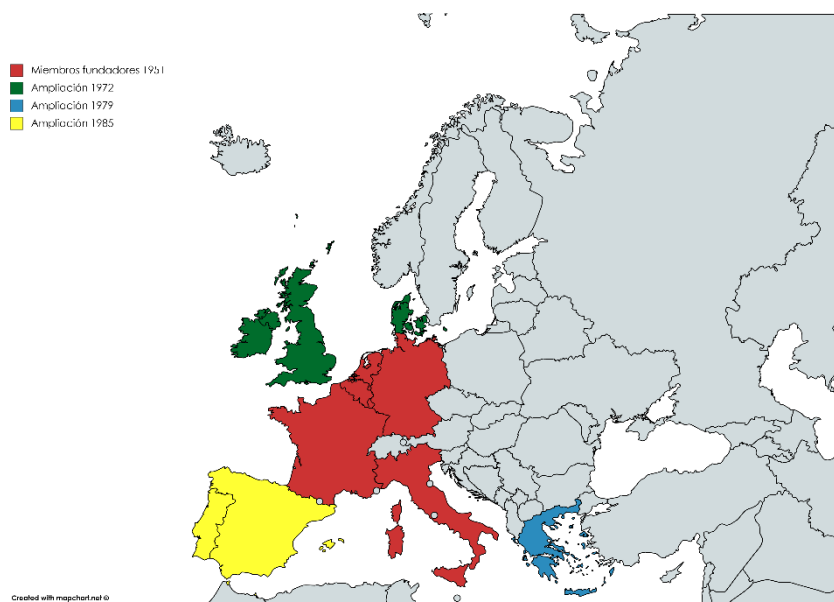 Miembros fundadores 1951
Ampliación 1972
Ampliación 1979
Ampliación 1985
Created with mapchart.net ©